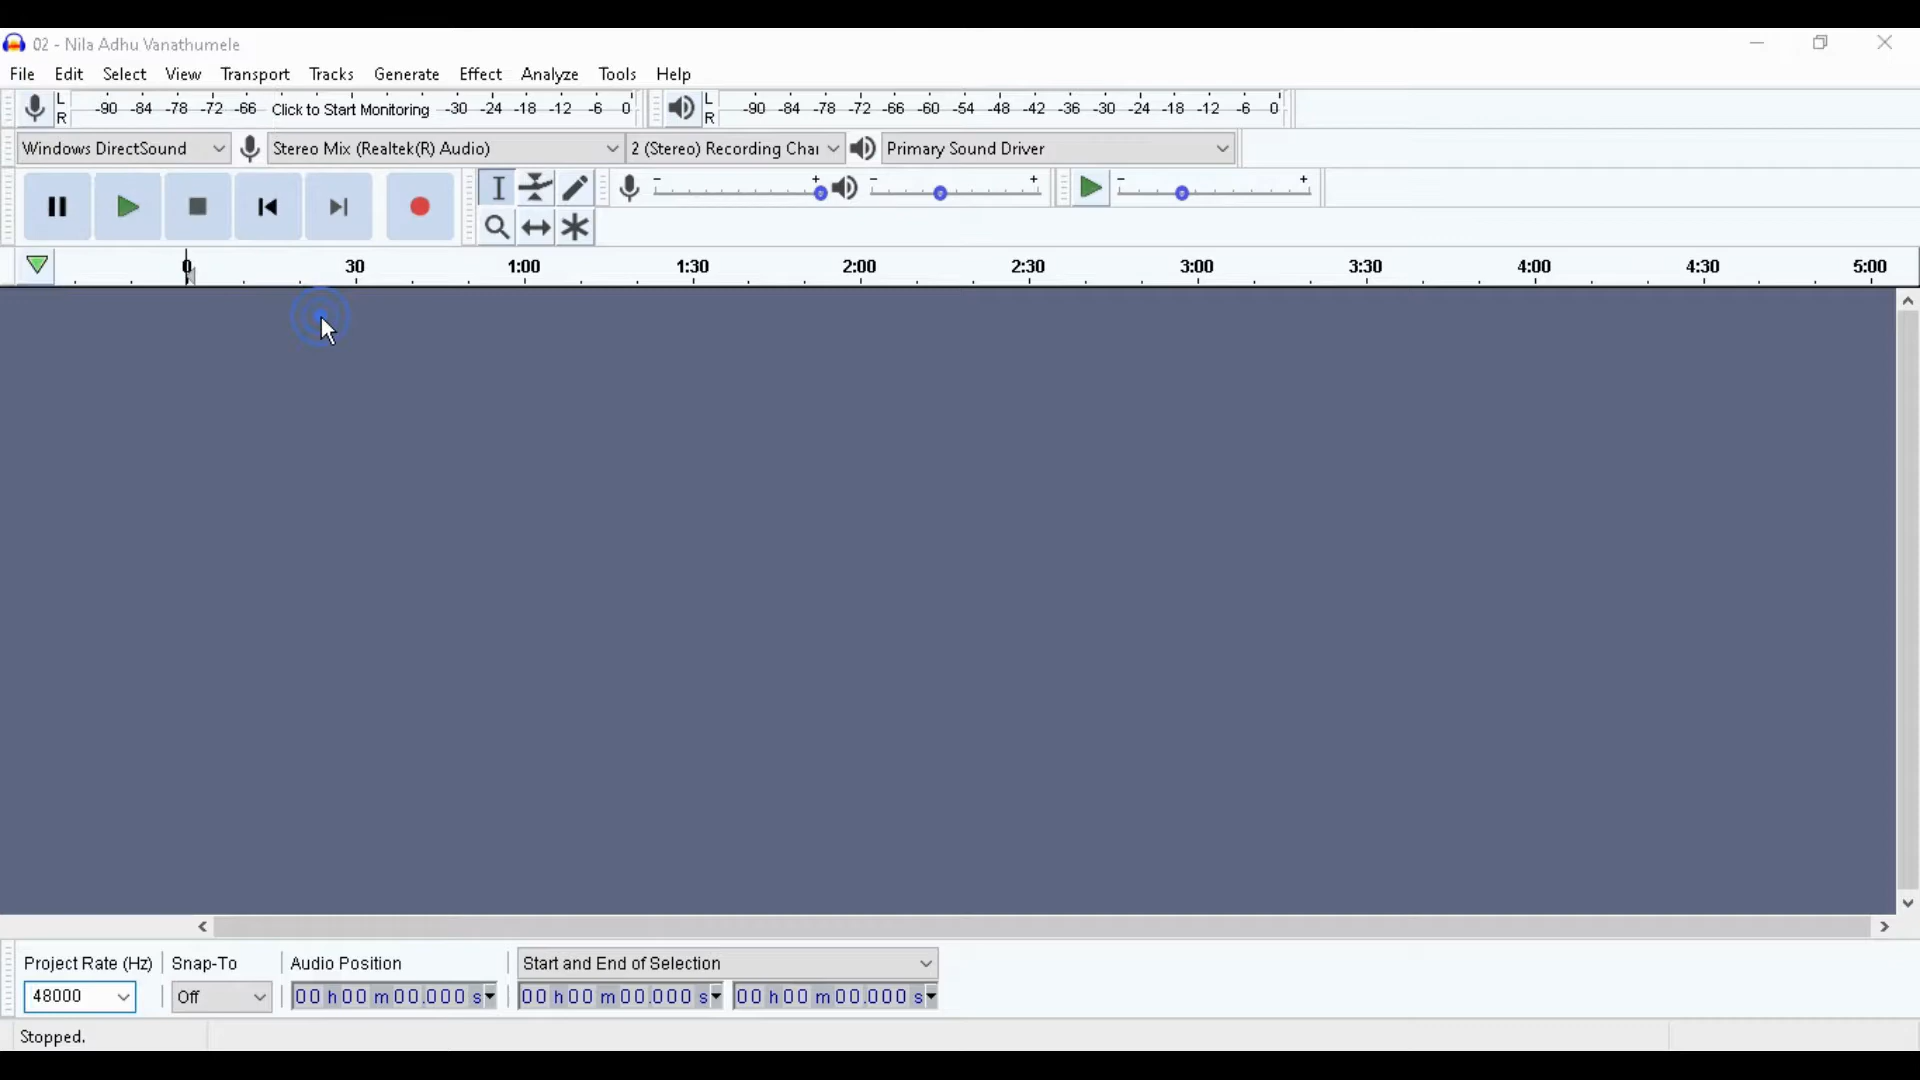 02 - Nila Adhu Vanathumele
File Edit Select View Transport Tracks Generate Effect Analyze Tools Help
L R -90 -84 -78 -72 -66 Click to Start Monitoring -30 -24 -18 -12 -6 0 L R -90 -84 -78 -72 -66 -60 -54 -48 -42 -36 -30 -24 -18 -12 -6 0
Windows DirectSound Stereo Mix (Realtek(R) Audio) 2 (Stereo) Recording Chai Primary Sound Driver
- + - + - +
0 30 1:00 1:30 2:00 2:30 3:00 3:30 4:00 4:30 5:00
Project Rate (Hz) Snap-To Audio Position Start and End of Selection
48000 Off 00 h 00 m 00.000 s 00 h 00 m 00.000 s 00 h 00 m 00.000 s
Stopped.